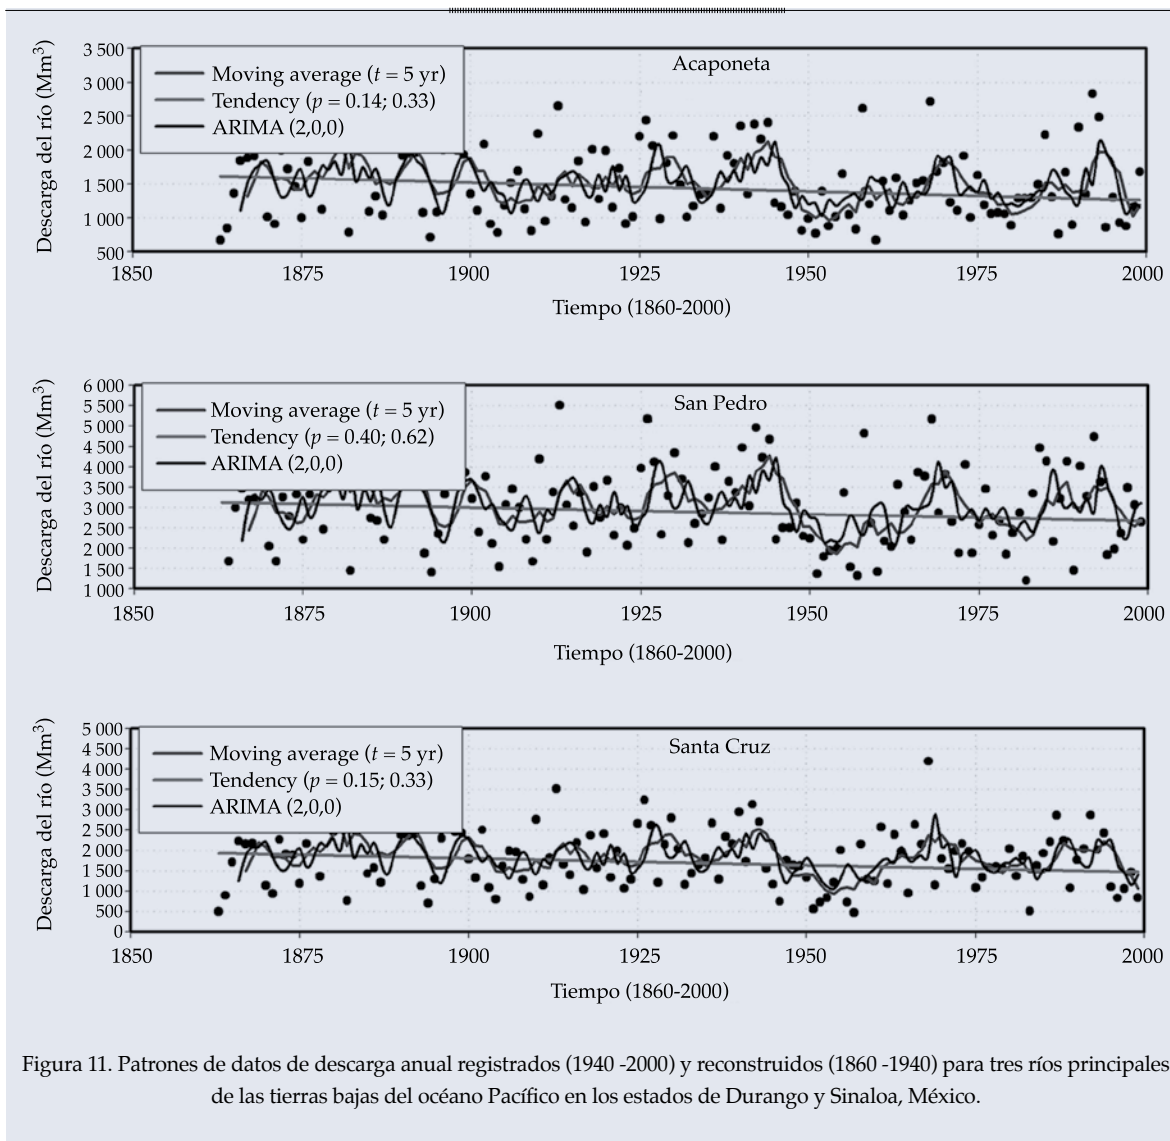 Descarga del río (Mm3)
3 500
3 000
2 500
2 000
1 500
1 000
500
Moving average (t = 5 yr)
Tendency (p = 0.14; 0.33)
ARIMA (2,0,0)
Acaponeta
1850 1875 1900 1925 1950 1975 2000
Tiempo (1860-2000)
Descarga del río (Mm3)
6 000
5 500
5 000
4 500
4 000
3 500
3 000
2 500
2 000
1 500
1 000
Moving average (t = 5 yr)
Tendency (p = 0.40; 0.62)
ARIMA (2,0,0)
San Pedro
1850 1875 1900 1925 1950 1975 2000
Tiempo (1860-2000)
Descarga del río (Mm3)
5 000
4 500
4 000
3 500
3 000
2 500
2 000
1 500
1 000
500
0
Moving average (t = 5 yr)
Tendency (p = 0.15; 0.33)
ARIMA (2,0,0)
Santa Cruz
1850 1875 1900 1925 1950 1975 2000
Tiempo (1860-2000)
Figura 11. Patrones de datos de descarga anual registrados (1940 -2000) y reconstruidos (1860 -1940) para tres ríos principales
de las tierras bajas del océano Pacífico en los estados de Durango y Sinaloa, México.